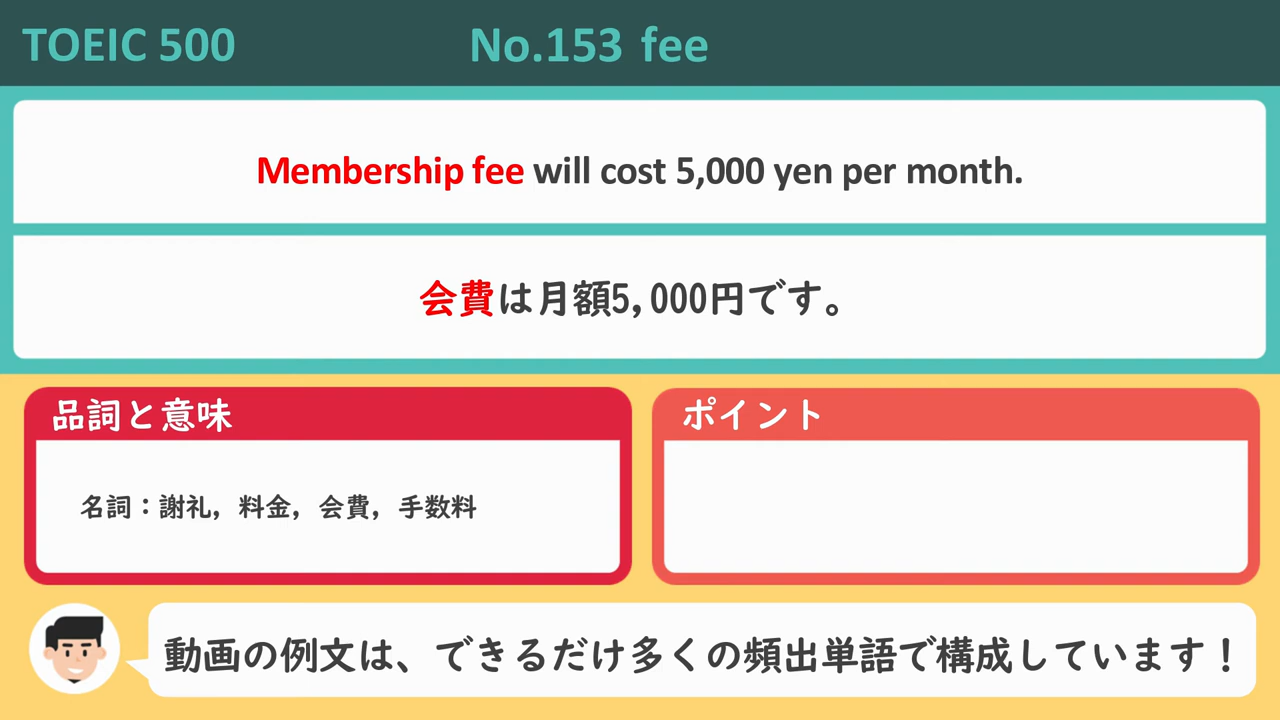 TOEIC 500
No.153 fee
Membership fee will cost 5,000 yen per month.
会費は月額5,000円です。
品詞と意味
名詞：謝礼，料金，会費，手数料
ポイント
動画の例文は、できるだけ多くの頻出単語で構成しています！